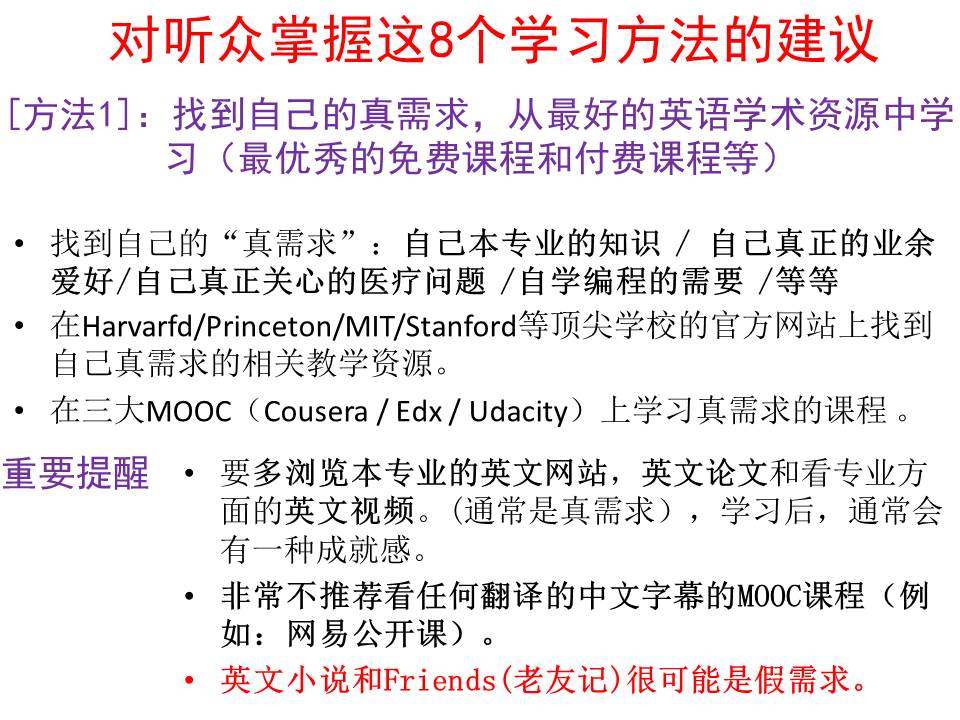 对听众掌握这8个学习方法的建议
[方法1]：找到自己的真需求，从最好的英语学术资源中学
习（最优秀的免费课程和付费课程等）
• 找到自己的“真需求”：自己本专业的知识 / 自己真正的业余
爱好/自己真正关心的医疗问题 /自学编程的需要 /等等
• 在Harvarfd/Princeton/MIT/Stanford等顶尖学校的官方网站上找到
自己真需求的相关教学资源。
• 在三大MOOC（Cousera / Edx / Udacity）上学习真需求的课程 。
重要提醒
• 要多浏览本专业的英文网站，英文论文和看专业方
面的英文视频。(通常是真需求），学习后，通常会
有一种成就感。
• 非常不推荐看任何翻译的中文字幕的MOOC课程（例
如：网易公开课）。
• 英文小说和Friends(老友记)很可能是假需求。